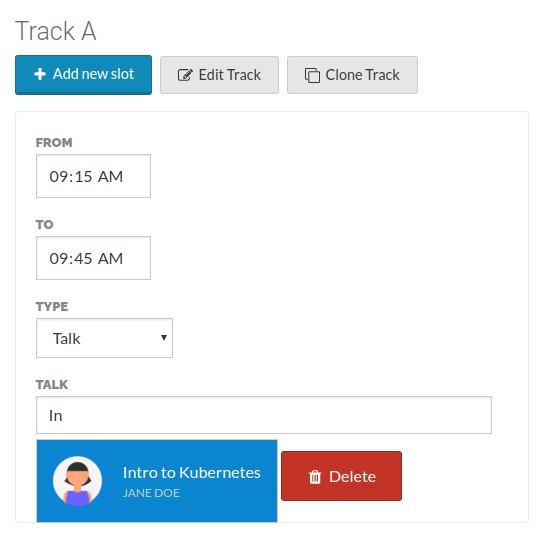 Track A
Add new slot Edit Track Clone Track
FROM
09:15 AM
TO
09:45 AM
TYPE
Talk
TALK
In
Intro to Kubernetes
JANE DOE
Delete